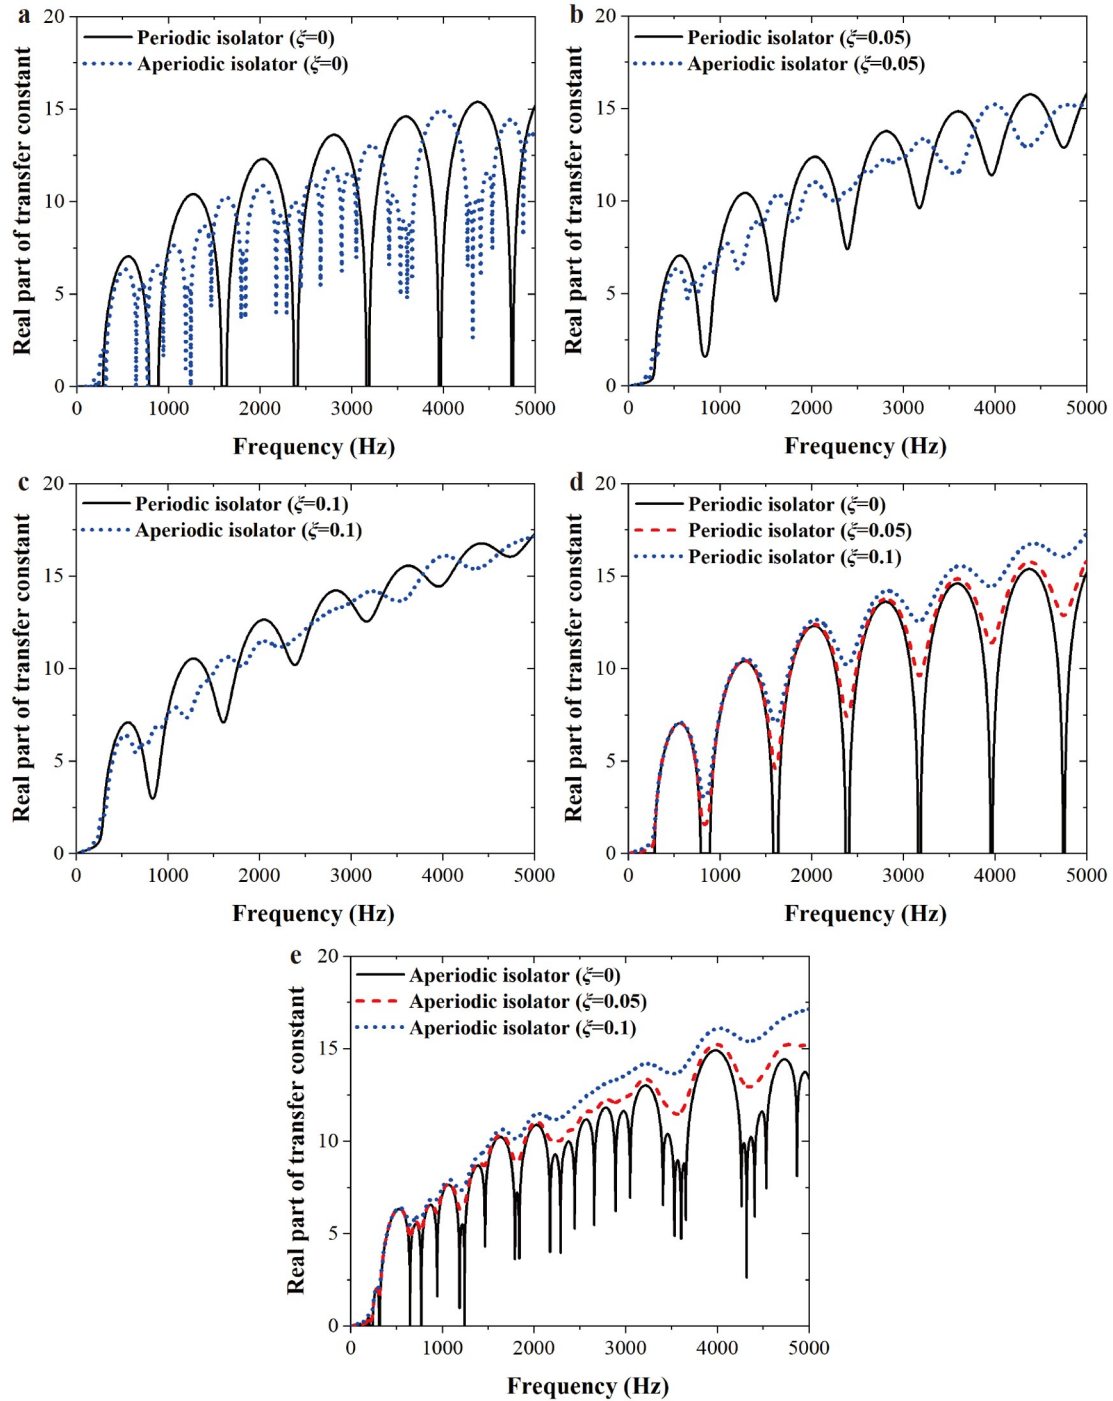 a
20
15
10
5
0
Real part of transfer constant
Periodic isolator (ξ=0)
Aperiodic isolator (ξ=0)
0 1000 2000 3000 4000 5000
Frequency (Hz)
b
20
15
10
5
0
Real part of transfer constant
Periodic isolator (ξ=0.05)
Aperiodic isolator (ξ=0.05)
0 1000 2000 3000 4000 5000
Frequency (Hz)
c
20
15
10
5
0
Real part of transfer constant
Periodic isolator (ξ=0.1)
Aperiodic isolator (ξ=0.1)
0 1000 2000 3000 4000 5000
Frequency (Hz)
d
20
15
10
5
0
Real part of transfer constant
Periodic isolator (ξ=0)
Periodic isolator (ξ=0.05)
Periodic isolator (ξ=0.1)
0 1000 2000 3000 4000 5000
Frequency (Hz)
e
20
15
10
5
0
Real part of transfer constant
Aperiodic isolator (ξ=0)
Aperiodic isolator (ξ=0.05)
Aperiodic isolator (ξ=0.1)
0 1000 2000 3000 4000 5000
Frequency (Hz)